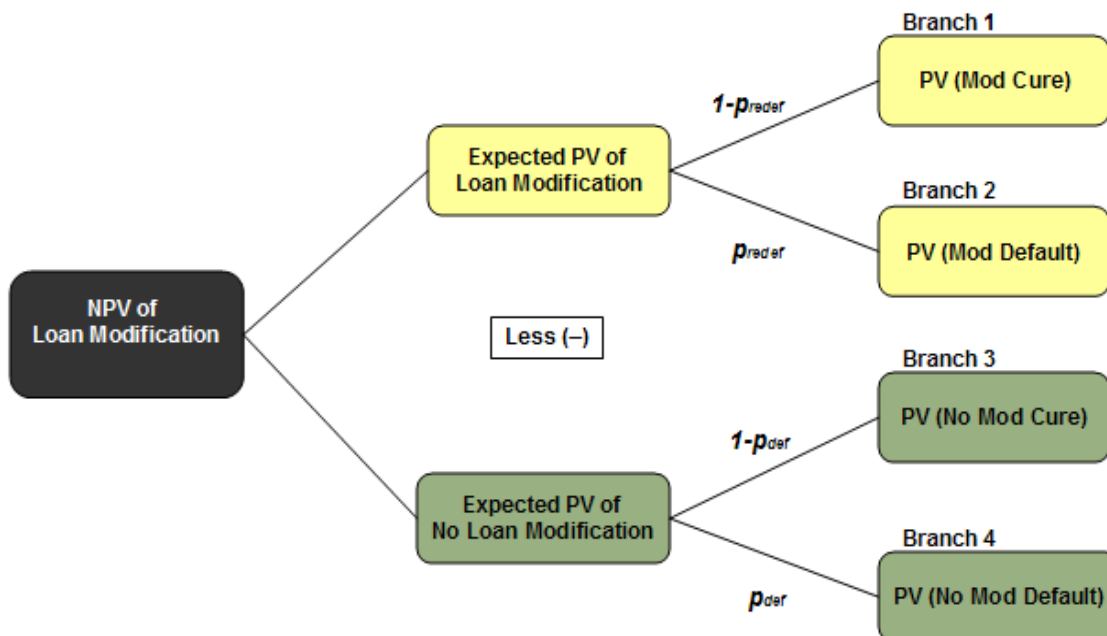 Branch 1
PV (Mod Cure)
1-predef
Expected PV of
Loan Modification
Branch 2
predef
PV (Mod Default)
NPV of
Loan Modification
Less (–)
Branch 3
PV (No Mod Cure)
1-pdef
Expected PV of
No Loan Modification
Branch 4
pdef
PV (No Mod Default)